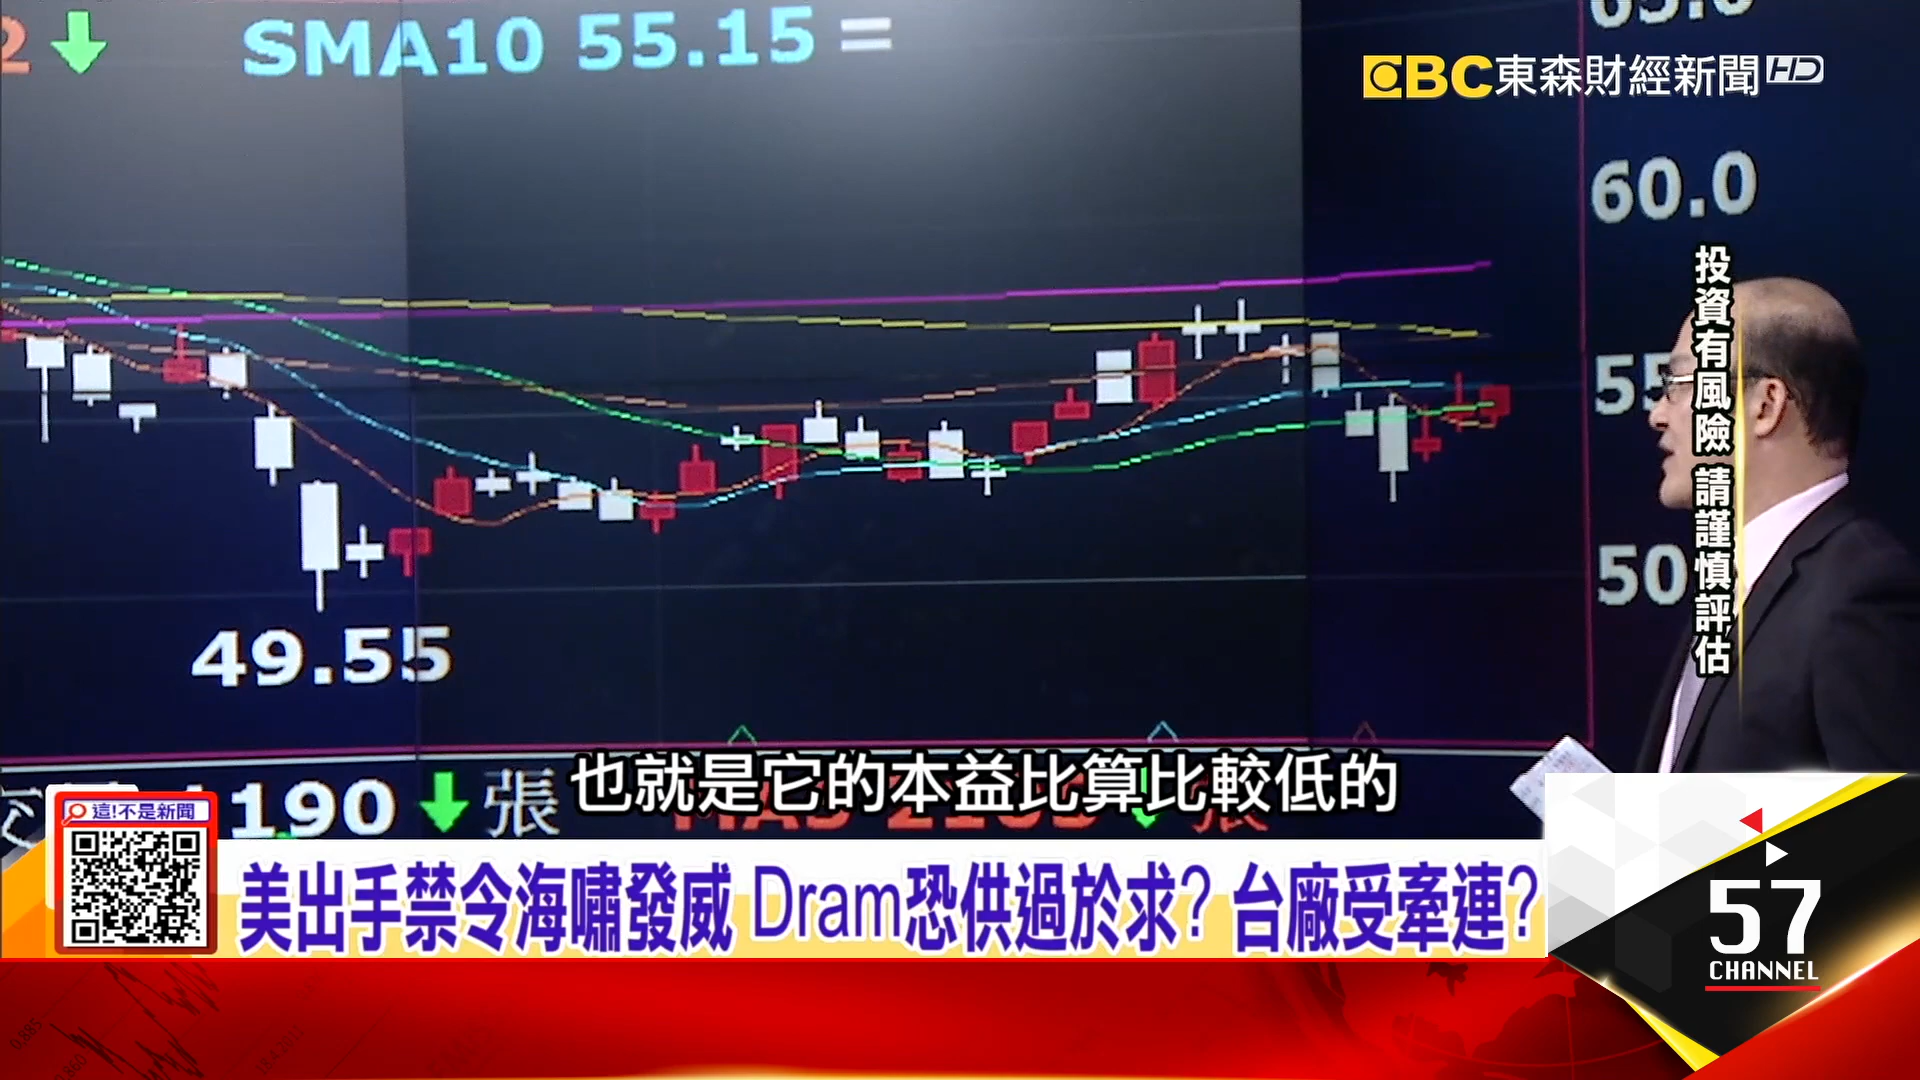 SMA10 55.15 =
EBC東森財經新聞HD
60.0
50
49.55
投資有風險 請謹慎評估
190
張
也就是它的本益比算比較低的
這!不是新聞
美出手禁令海嘯發威 Dram恐供過於求? 台廠受牽連?
57
CHANNEL